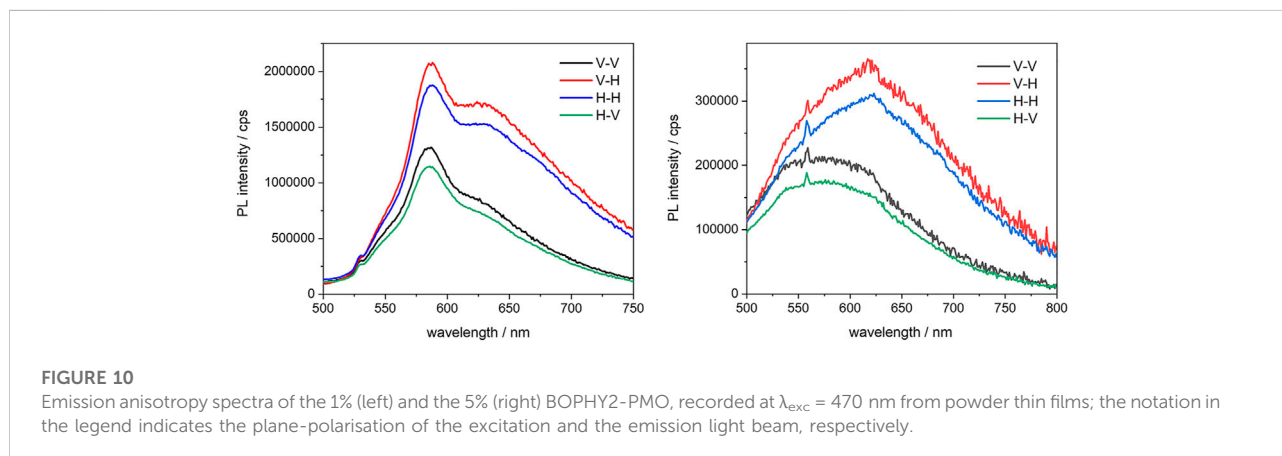 2000000
1500000
1000000
500000
0
PL intensity / cps
V-V
V-H
H-H
H-V
500 550 600 650 700 750
wavelength / nm
300000
200000
100000
0
PL intensity / cps
V-V
V-H
H-H
H-V
500 550 600 650 700 750 800
wavelength / nm
FIGURE 10
Emission anisotropy spectra of the 1% (left) and the 5% (right) BOPHY2-PMO, recorded at λexc = 470 nm from powder thin films; the notation in
the legend indicates the plane-polarisation of the excitation and the emission light beam, respectively.